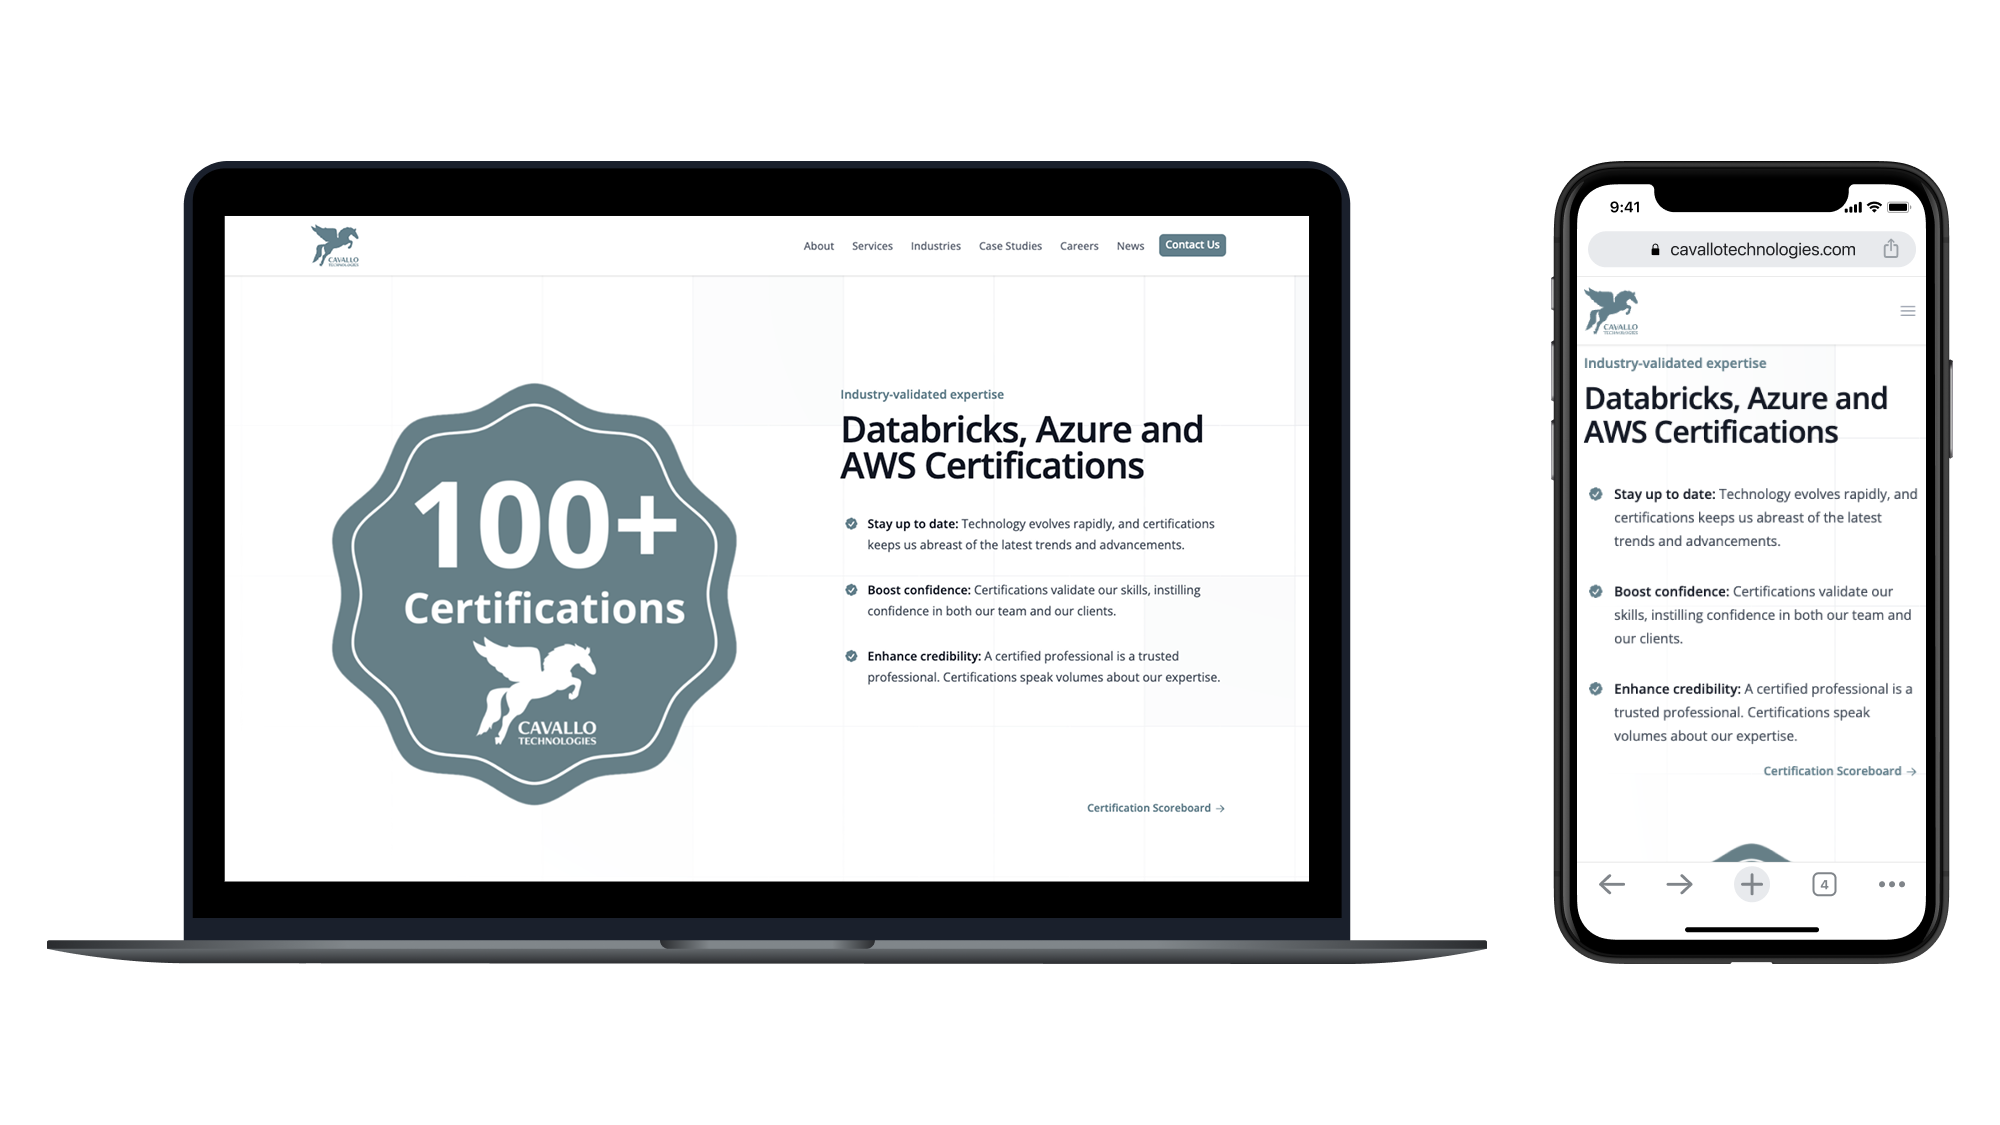 CAVALLO
TECHNOLOGIES
About Services Industries Case Studies Careers News Contact Us
100+
Certifications
CAVALLO
TECHNOLOGIES
Industry-validated expertise
Databricks, Azure and
AWS Certifications
Stay up to date: Technology evolves rapidly, and certifications
keeps us abreast of the latest trends and advancements.
Boost confidence: Certifications validate our skills, instilling
confidence in both our team and our clients.
Enhance credibility: A certified professional is a trusted
professional. Certifications speak volumes about our expertise.
Certification Scoreboard →
9:41
cavallotechnologies.com
CAVALLO
TECHNOLOGIES
Industry-validated expertise
Databricks, Azure and
AWS Certifications
Stay up to date: Technology evolves rapidly, and
certifications keeps us abreast of the latest
trends and advancements.
Boost confidence: Certifications validate our
skills, instilling confidence in both our team and
our clients.
Enhance credibility: A certified professional is a
trusted professional. Certifications speak
volumes about our expertise.
Certification Scoreboard →
4